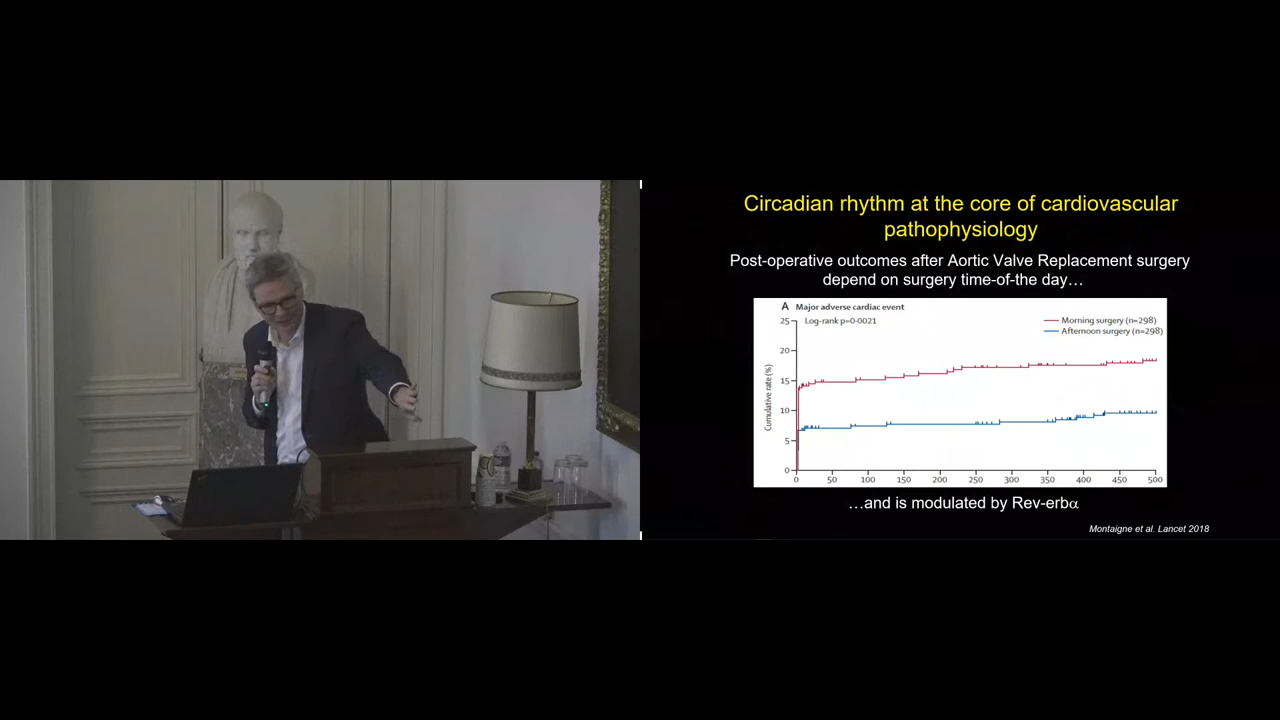 Circadian rhythm at the core of cardiovascular
pathophysiology
Post-operative outcomes after Aortic Valve Replacement surgery
depend on surgery time-of-the day…
A Major adverse cardiac event
Log-rank p=0·0021
Morning surgery (n=298)
Afternoon surgery (n=298)
Cumulative rate (%)
25
20
15
10
5
0
0 50 100 150 200 250 300 350 400 450 500
…and is modulated by Rev-erbα
Montaigne et al. Lancet 2018